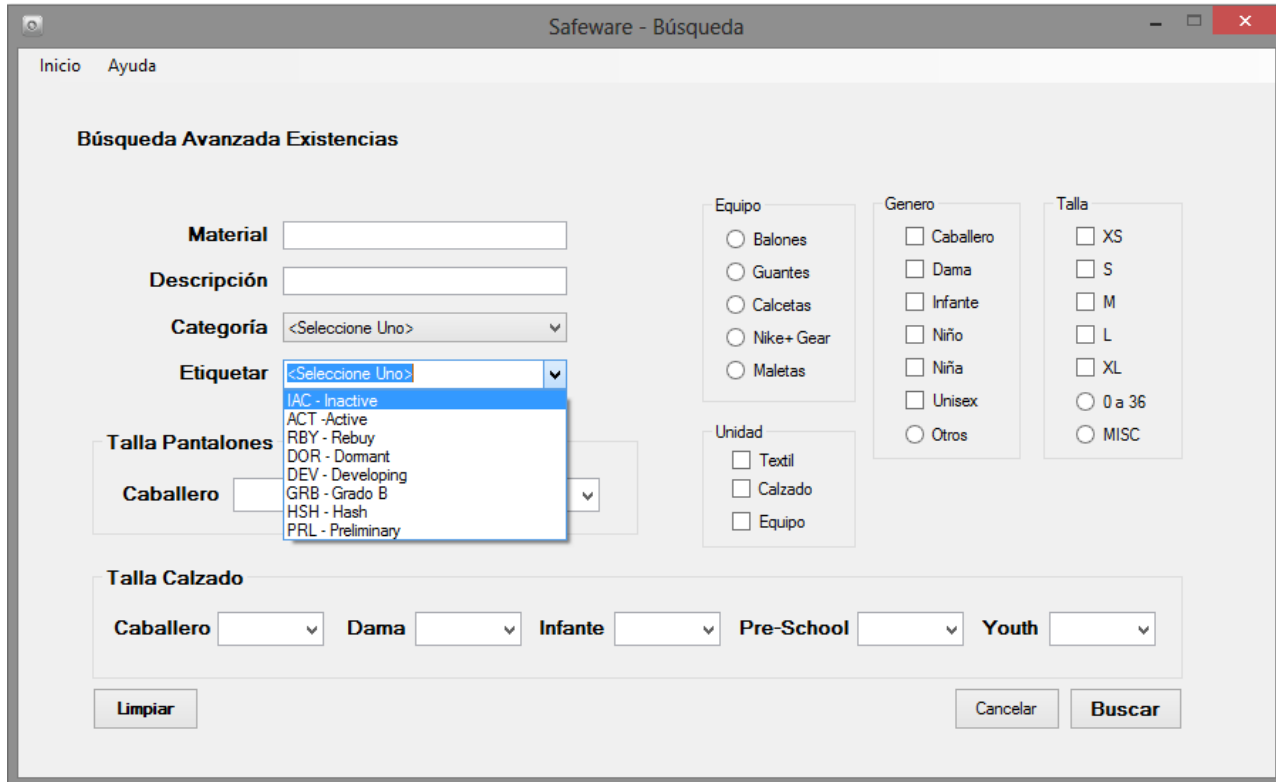 Safeware - Búsqueda
Inicio Ayuda
Búsqueda Avanzada Existencias
Material
Descripción
Categoría <Seleccione Uno>
Etiquetar <Seleccione Uno>
IAC - Inactive
ACT -Active
RBY - Rebuy
DOR - Dormant
DEV - Developing
GRB - Grado B
HSH - Hash
PRL - Preliminary
Equipo
Balones
Guantes
Calcetas
Nike+ Gear
Maletas
Genero
Caballero
Dama
Infante
Niño
Niña
Unisex
Otros
Talla
XS
S
M
L
XL
0 a 36
MISC
Unidad
Textil
Calzado
Equipo
Talla Pantalones
Caballero
Talla Calzado
Caballero Dama Infante Pre-School Youth
Limpiar Cancelar Buscar